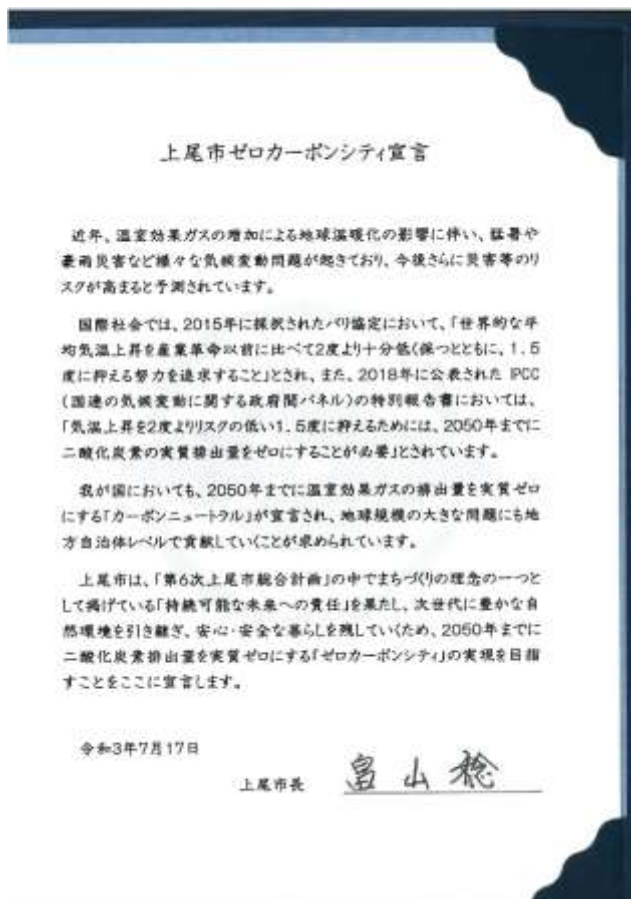 上尾市ゼロカーボンシティ宣言
近年、温室効果ガスの増加による地球温暖化の影響に伴い、猛暑や
豪雨災害など様々な気候変動問題が起きており、今後さらに災害等のリ
スクが高まると予測されています。
国際社会では、2015年に採択されたパリ協定において、「世界的な平
均気温上昇を産業革命以前に比べて2度より十分低く保つとともに、1.5
度に抑える努力を追求すること」とされ、また、2018年に公表された IPCC
(国連の気候変動に関する政府間パネル)の特別報告書においては、
「気温上昇を2度よりリスクの低い1.5度に抑えるためには、2050年までに
二酸化炭素の実質排出量をゼロにすることが必要」とされています。
我が国においても、2050年までに温室効果ガスの排出量を実質ゼロ
にする「カーボンニュートラル」が宣言され、地球規模の大きな問題にも地
方自治体レベルで貢献していくことが求められています。
上尾市は、「第6次上尾市総合計画」の中でまちづくりの理念の一つと
して掲げている「持続可能な未来への責任」を果たし、次世代に豊かな自
然環境を引き継ぎ、安心・安全な暮らしを残していくため、2050年までに
二酸化炭素排出量を実質ゼロにする「ゼロカーボンシティ」の実現を目指
すことをここに宣言します。
令和3年7月17日
上尾市長 畠山稔